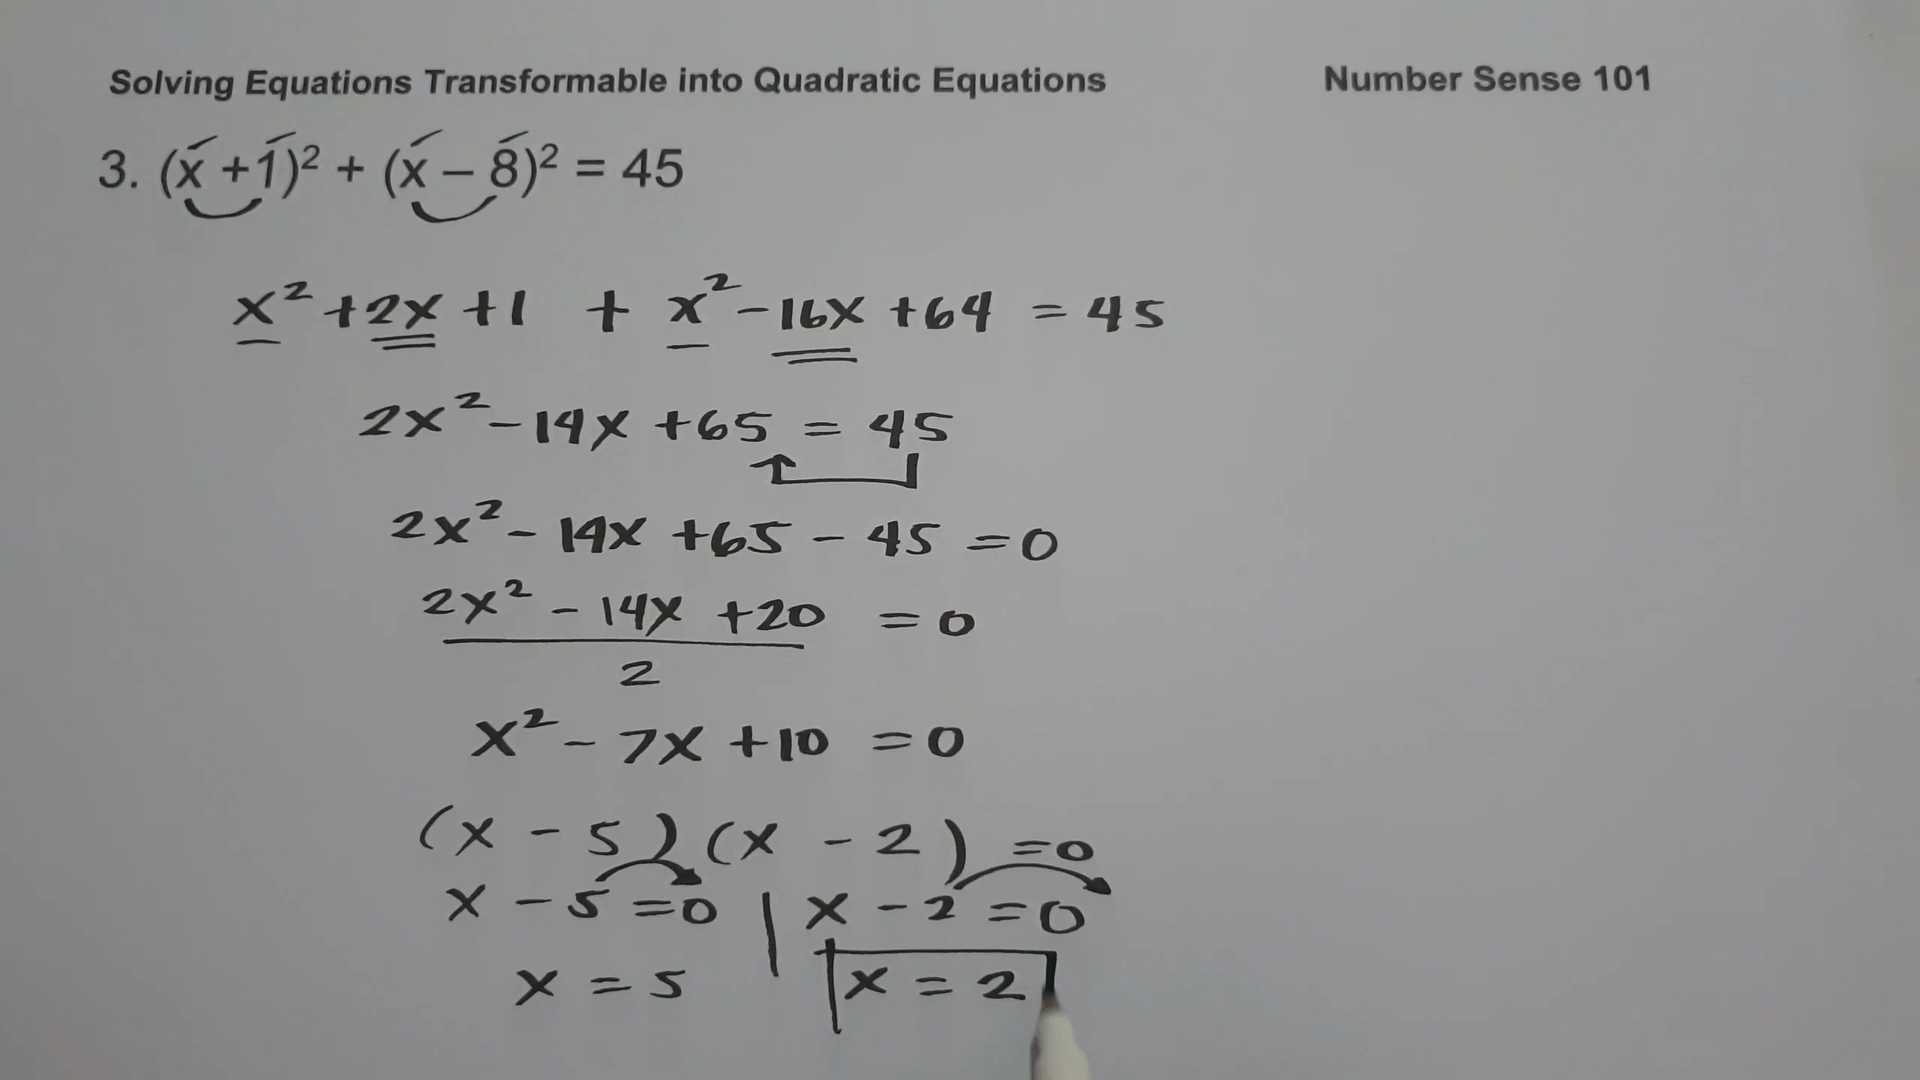 Solving Equations Transformable into Quadratic Equations Number Sense 101
3. (x +1)² + (x – 8)² = 45
x² +2x +1 + x² -16x +64 = 45
2x² -14x +65 = 45
2x² - 14x +65 - 45 =0
2x² - 14x +20 = 0
2
x² - 7x +10 =0
(x - 5) (x - 2) =0
x - 5 =0 | x - 2 =0
x = 5 x = 2